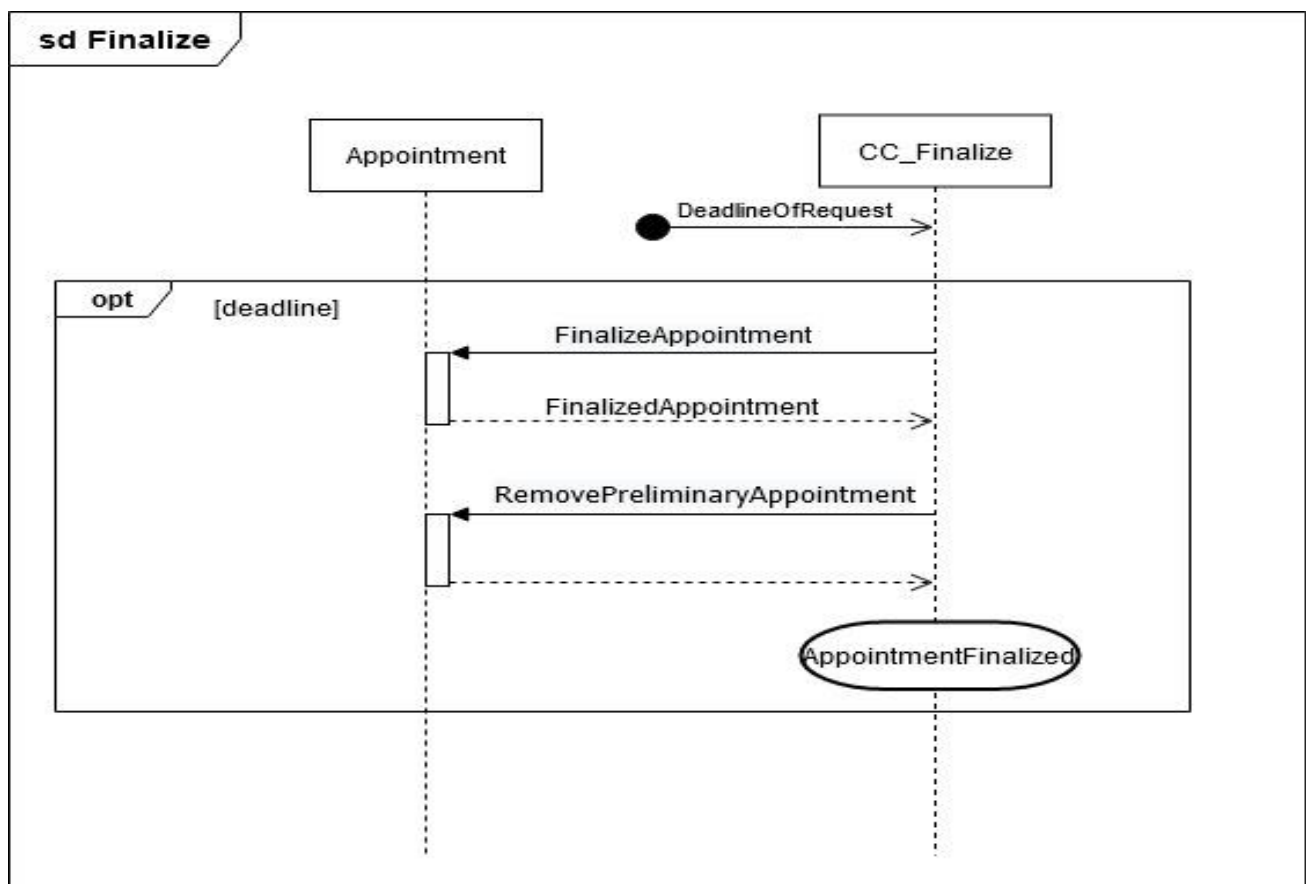 sd Finalize
Appointment
CC_Finalize
DeadlineOfRequest
opt
[deadline]
FinalizeAppointment
FinalizedAppointment
RemovePreliminaryAppointment
AppointmentFinalized